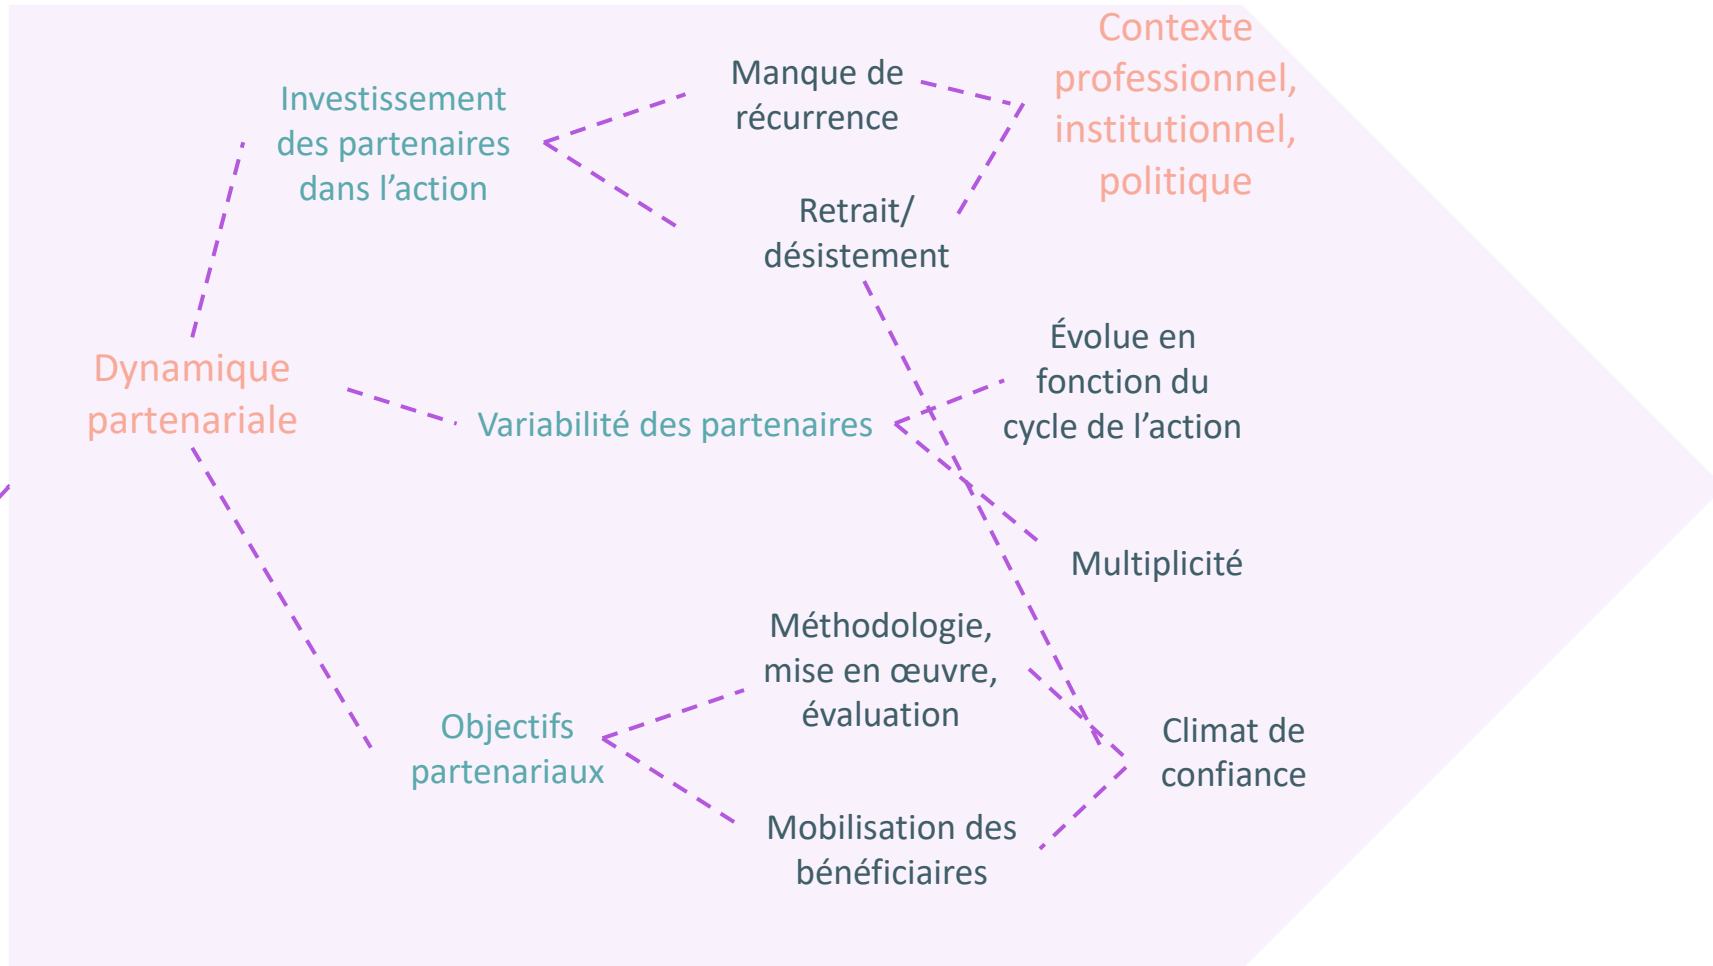 Contexte
professionnel,
institutionnel,
politique
Manque de
récurrence
Investissement
des partenaires
dans l’action
Retrait/
désistement
Dynamique
partenariale
Évolue en
fonction du
cycle de l’action
Variabilité des partenaires
Multiplicité
Méthodologie,
mise en œuvre,
évaluation
Objectifs
partenariaux
Climat de
confiance
Mobilisation des
bénéficiaires